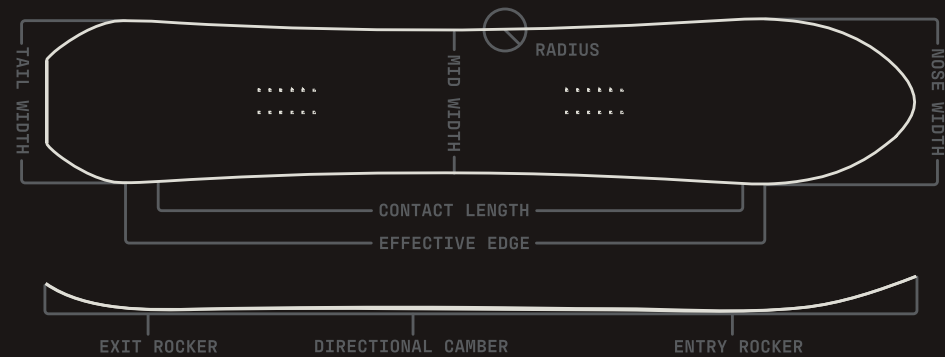 RADIUS
TAIL WIDTH
MID WIDTH
NOSE WIDTH
CONTACT LENGTH
EFFECTIVE EDGE
EXIT ROCKER
DIRECTIONAL CAMBER
ENTRY ROCKER